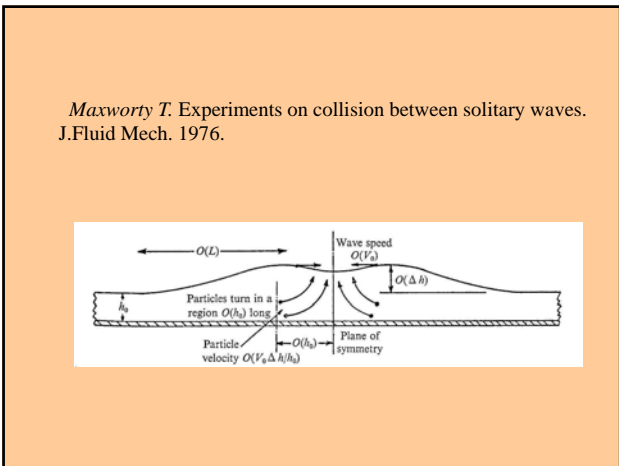 Maxworty T. Experiments on collision between solitary waves.
J.Fluid Mech. 1976.
O(L)
Wave speed
O(V₀)
O(Δh)
h₀
Particles turn in a
region O(h₀) long
Particle
velocity O(V₀Δh/h₀)
O(h₀)
Plane of
symmetry